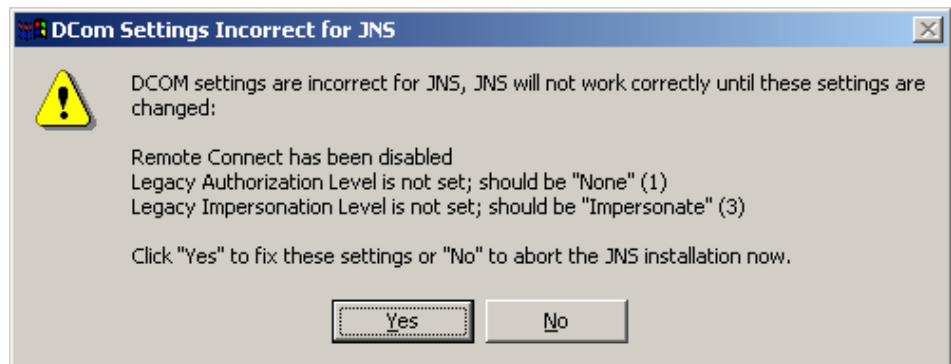 DCom Settings Incorrect for JNS
DCOM settings are incorrect for JNS, JNS will not work correctly until these settings are
changed:
Remote Connect has been disabled
Legacy Authorization Level is not set; should be "None" (1)
Legacy Impersonation Level is not set; should be "Impersonate" (3)
Click "Yes" to fix these settings or "No" to abort the JNS installation now.
Yes
No